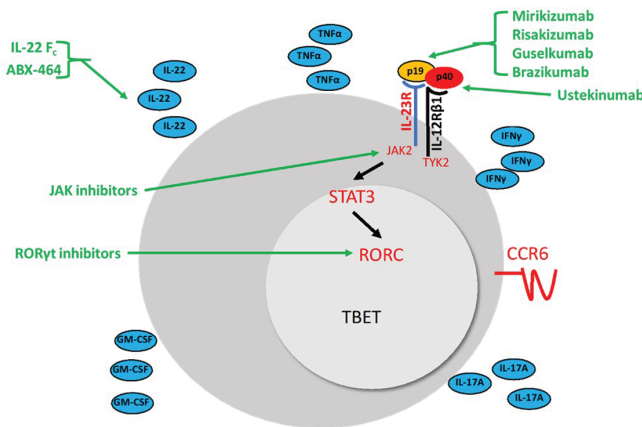 IL-22 Fc
ABX-464
IL-22
IL-22
IL-22
TNFα
TNFα
TNFα
Mirikizumab
Risakizumab
Guselkumab
Brazikumab
Ustekinumab
p19
p40
IL-23R
IL-12Rβ1
JAK2
TYK2
IFNγ
IFNγ
IFNγ
JAK inhibitors
STAT3
RORγt inhibitors
RORC
CCR6
TBET
GM-CSF
GM-CSF
GM-CSF
IL-17A
IL-17A
IL-17A